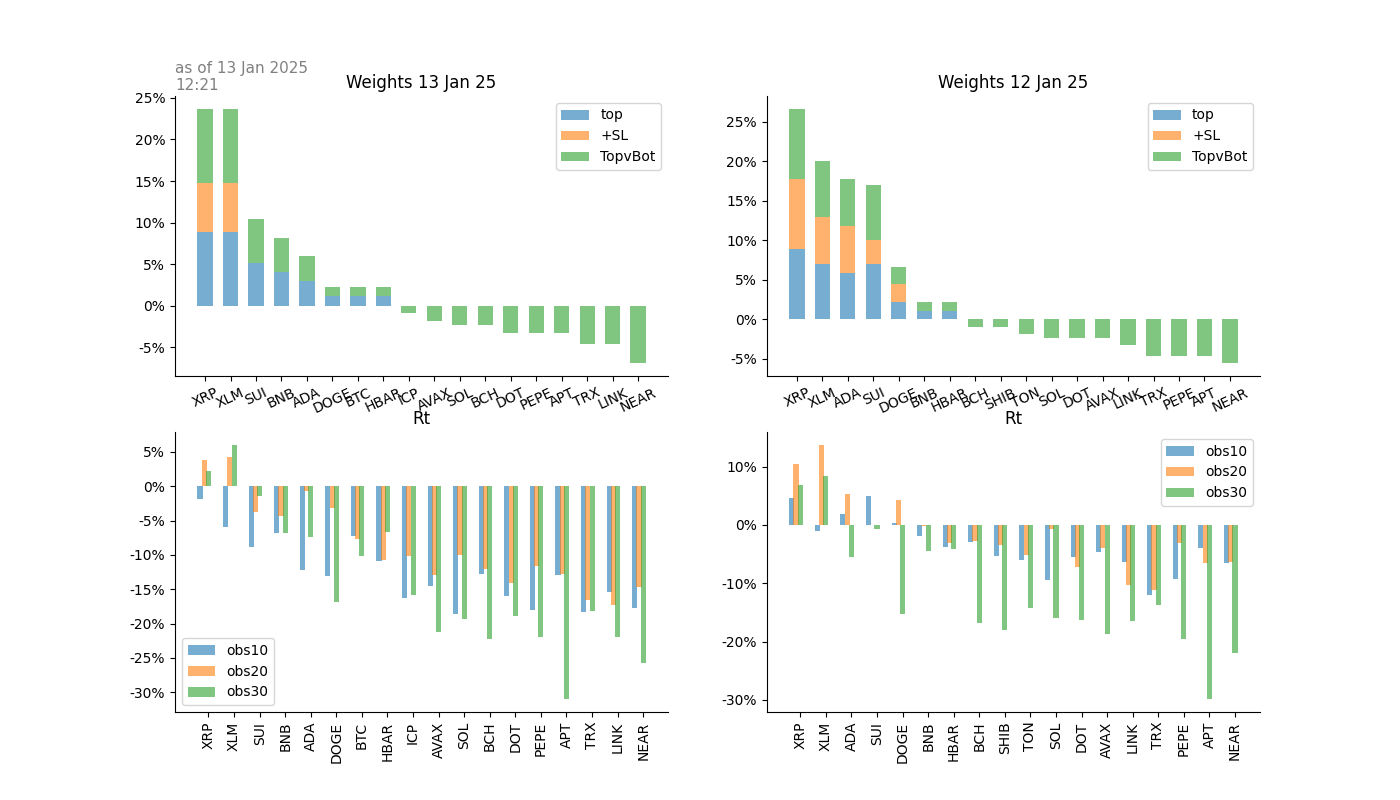 as of 13 Jan 2025
12:21
Weights 13 Jan 25
25%
20%
15%
10%
5%
0%
-5%
top
+SL
TopvBot
XRP XLM SUI BNB ADA DOGE BTC HBAR ICP AVAX SOL BCH DOT PEPE APT TRX LINK NEAR
Weights 12 Jan 25
25%
20%
15%
10%
5%
0%
-5%
top
+SL
TopvBot
XRP XLM ADA SUI DOGE BNB HBAR BCH SHIB TON SOL DOT AVAX LINK TRX PEPE APT NEAR
Rt
5%
0%
-5%
-10%
-15%
-20%
-25%
-30%
obs10
obs20
obs30
XRP XLM SUI BNB ADA DOGE BTC HBAR ICP AVAX SOL BCH DOT PEPE APT TRX LINK NEAR
Rt
10%
0%
-10%
-20%
-30%
obs10
obs20
obs30
XRP XLM ADA SUI DOGE BNB HBAR BCH SHIB TON SOL DOT AVAX LINK TRX PEPE APT NEAR